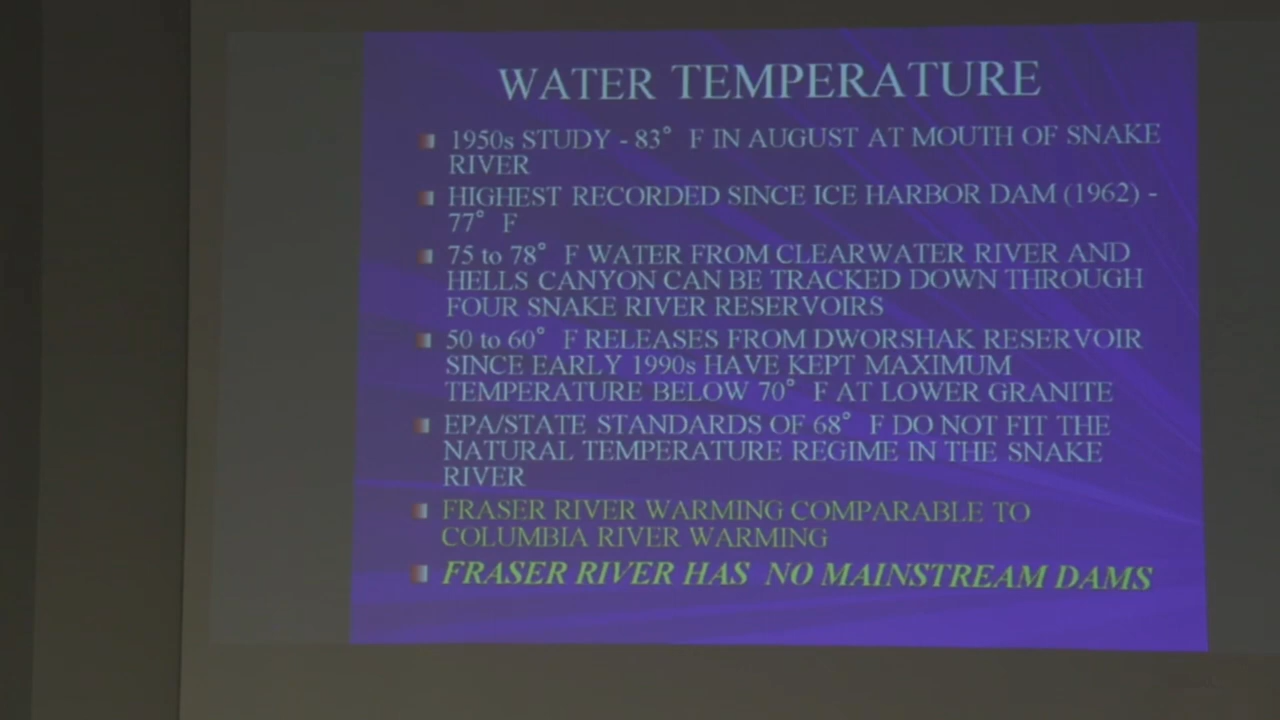 WATER TEMPERATURE
1950s STUDY - 83° F IN AUGUST AT MOUTH OF SNAKE
RIVER
HIGHEST RECORDED SINCE ICE HARBOR DAM (1962) -
77° F
75 to 78° F WATER FROM CLEARWATER RIVER AND
HELLS CANYON CAN BE TRACKED DOWN THROUGH
FOUR SNAKE RIVER RESERVOIRS
50 to 60° F RELEASES FROM DWORSHAK RESERVOIR
SINCE EARLY 1990s HAVE KEPT MAXIMUM
TEMPERATURE BELOW 70° F AT LOWER GRANITE
EPA/STATE STANDARDS OF 68° F DO NOT FIT THE
NATURAL TEMPERATURE REGIME IN THE SNAKE
RIVER
FRASER RIVER WARMING COMPARABLE TO
COLUMBIA RIVER WARMING
FRASER RIVER HAS NO MAINSTREAM DAMS